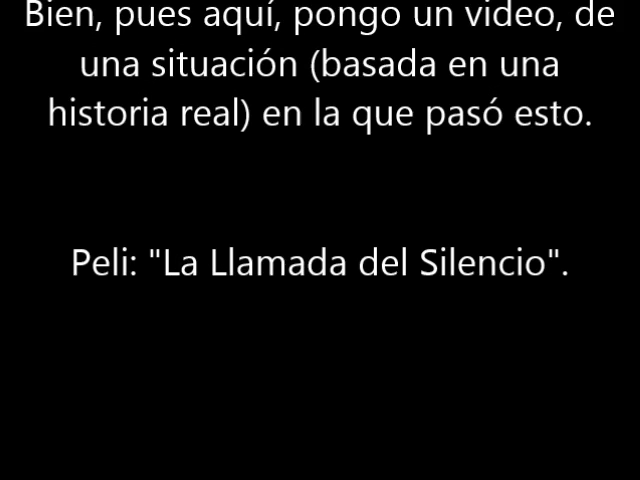 Bien, pues aquí, pongo un video, de
una situación (basada en una
historia real) en la que pasó esto.
Peli: "La Llamada del Silencio".